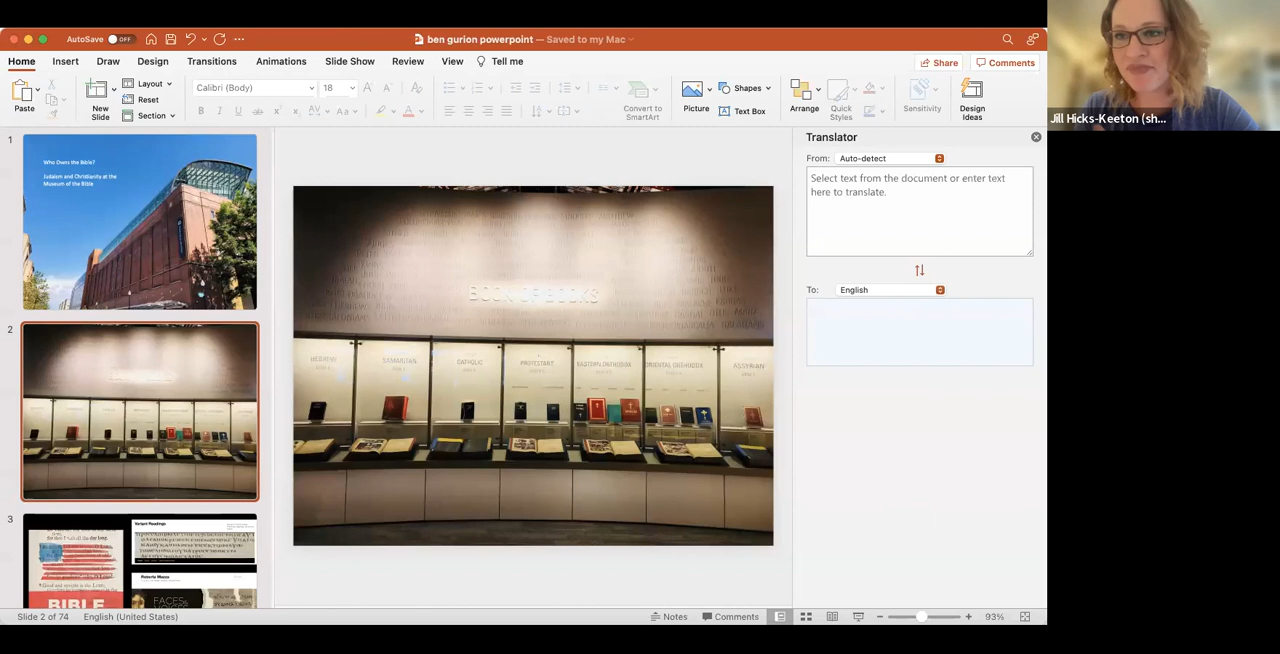 AutoSave OFF
ben gurion powerpoint — Saved to my Mac
Home Insert Draw Design Transitions Animations Slide Show Review View Tell me
Share Comments
Paste
New Slide
Layout
Reset
Section
Calibri (Body) 18
Convert to SmartArt
Picture
Shapes
Text Box
Arrange
Quick Styles
Sensitivity
Design Ideas
Jill Hicks-Keeton (sh...
1
Who Owns the Bible?
Judaism and Christianity at the
Museum of the Bible
2
3
Variant Readings
BIBLE
BOOK OF BOOKS
HEBREW
SAMARITAN
CATHOLIC
PROTESTANT
EASTERN ORTHODOX
ORIENTAL ORTHODOX
ASSYRIAN
Translator
From: Auto-detect
Select text from the document or enter text
here to translate.
To: English
Slide 2 of 74 English (United States)
Notes Comments 93%